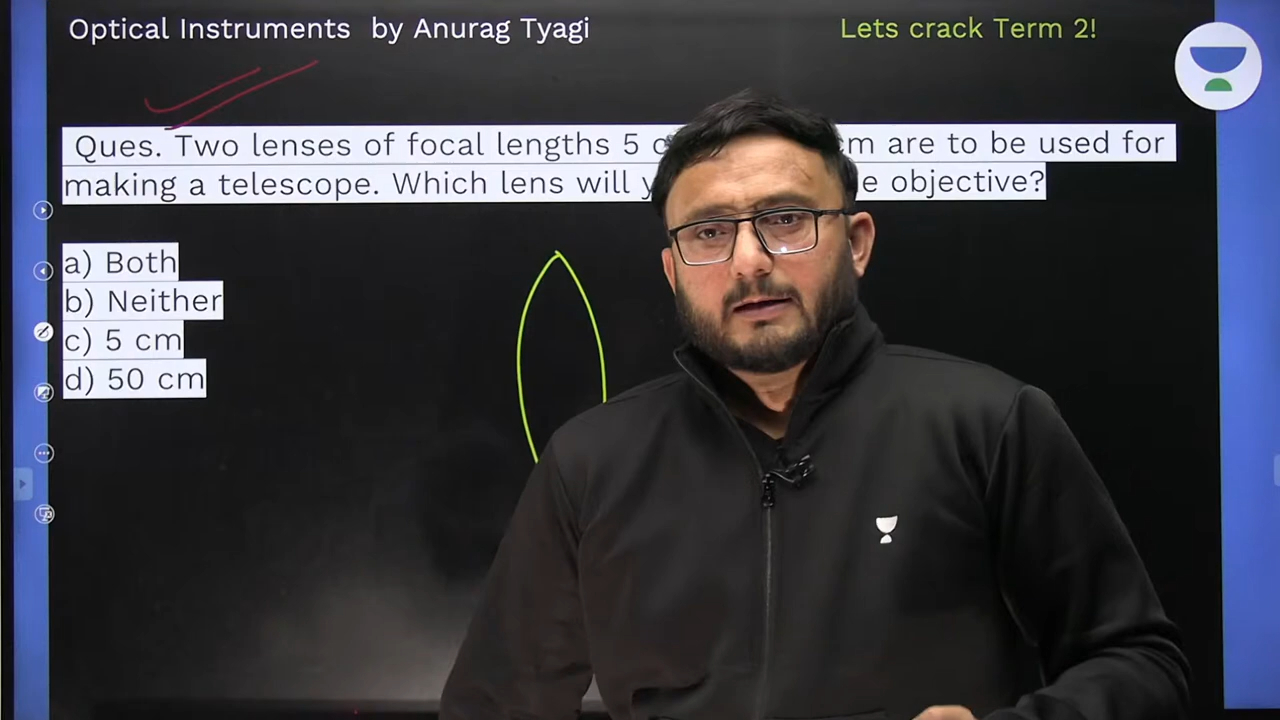 Optical Instruments by Anurag Tyagi
Lets crack Term 2!
Ques. Two lenses of focal lengths 5 m are to be used for
making a telescope. Which lens will objective?
a) Both
b) Neither
c) 5 cm
d) 50 cm